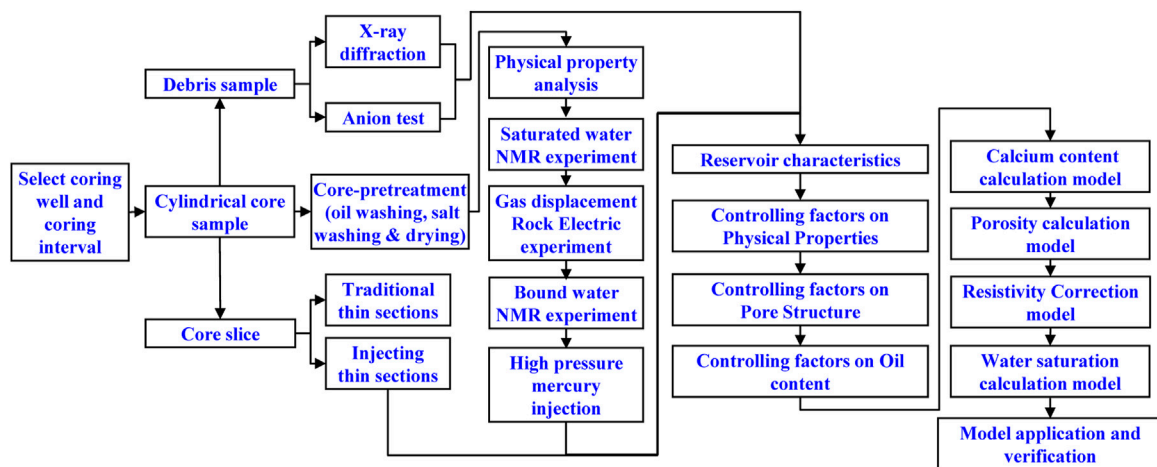 Select coring
well and
coring
interval
Debris sample
Cylindrical core
sample
Core slice
X-ray
diffraction
Anion test
Core-pretreatment
(oil washing, salt
washing & drying)
Traditional
thin sections
Injecting
thin sections
Physical property
analysis
Saturated water
NMR experiment
Gas displacement
Rock Electric
experiment
Bound water
NMR experiment
High pressure
mercury
injection
Reservoir characteristics
Controlling factors on
Physical Properties
Controlling factors on
Pore Structure
Controlling factors on Oil
content
Calcium content
calculation model
Porosity calculation
model
Resistivity Correction
model
Water saturation
calculation model
Model application and
verification